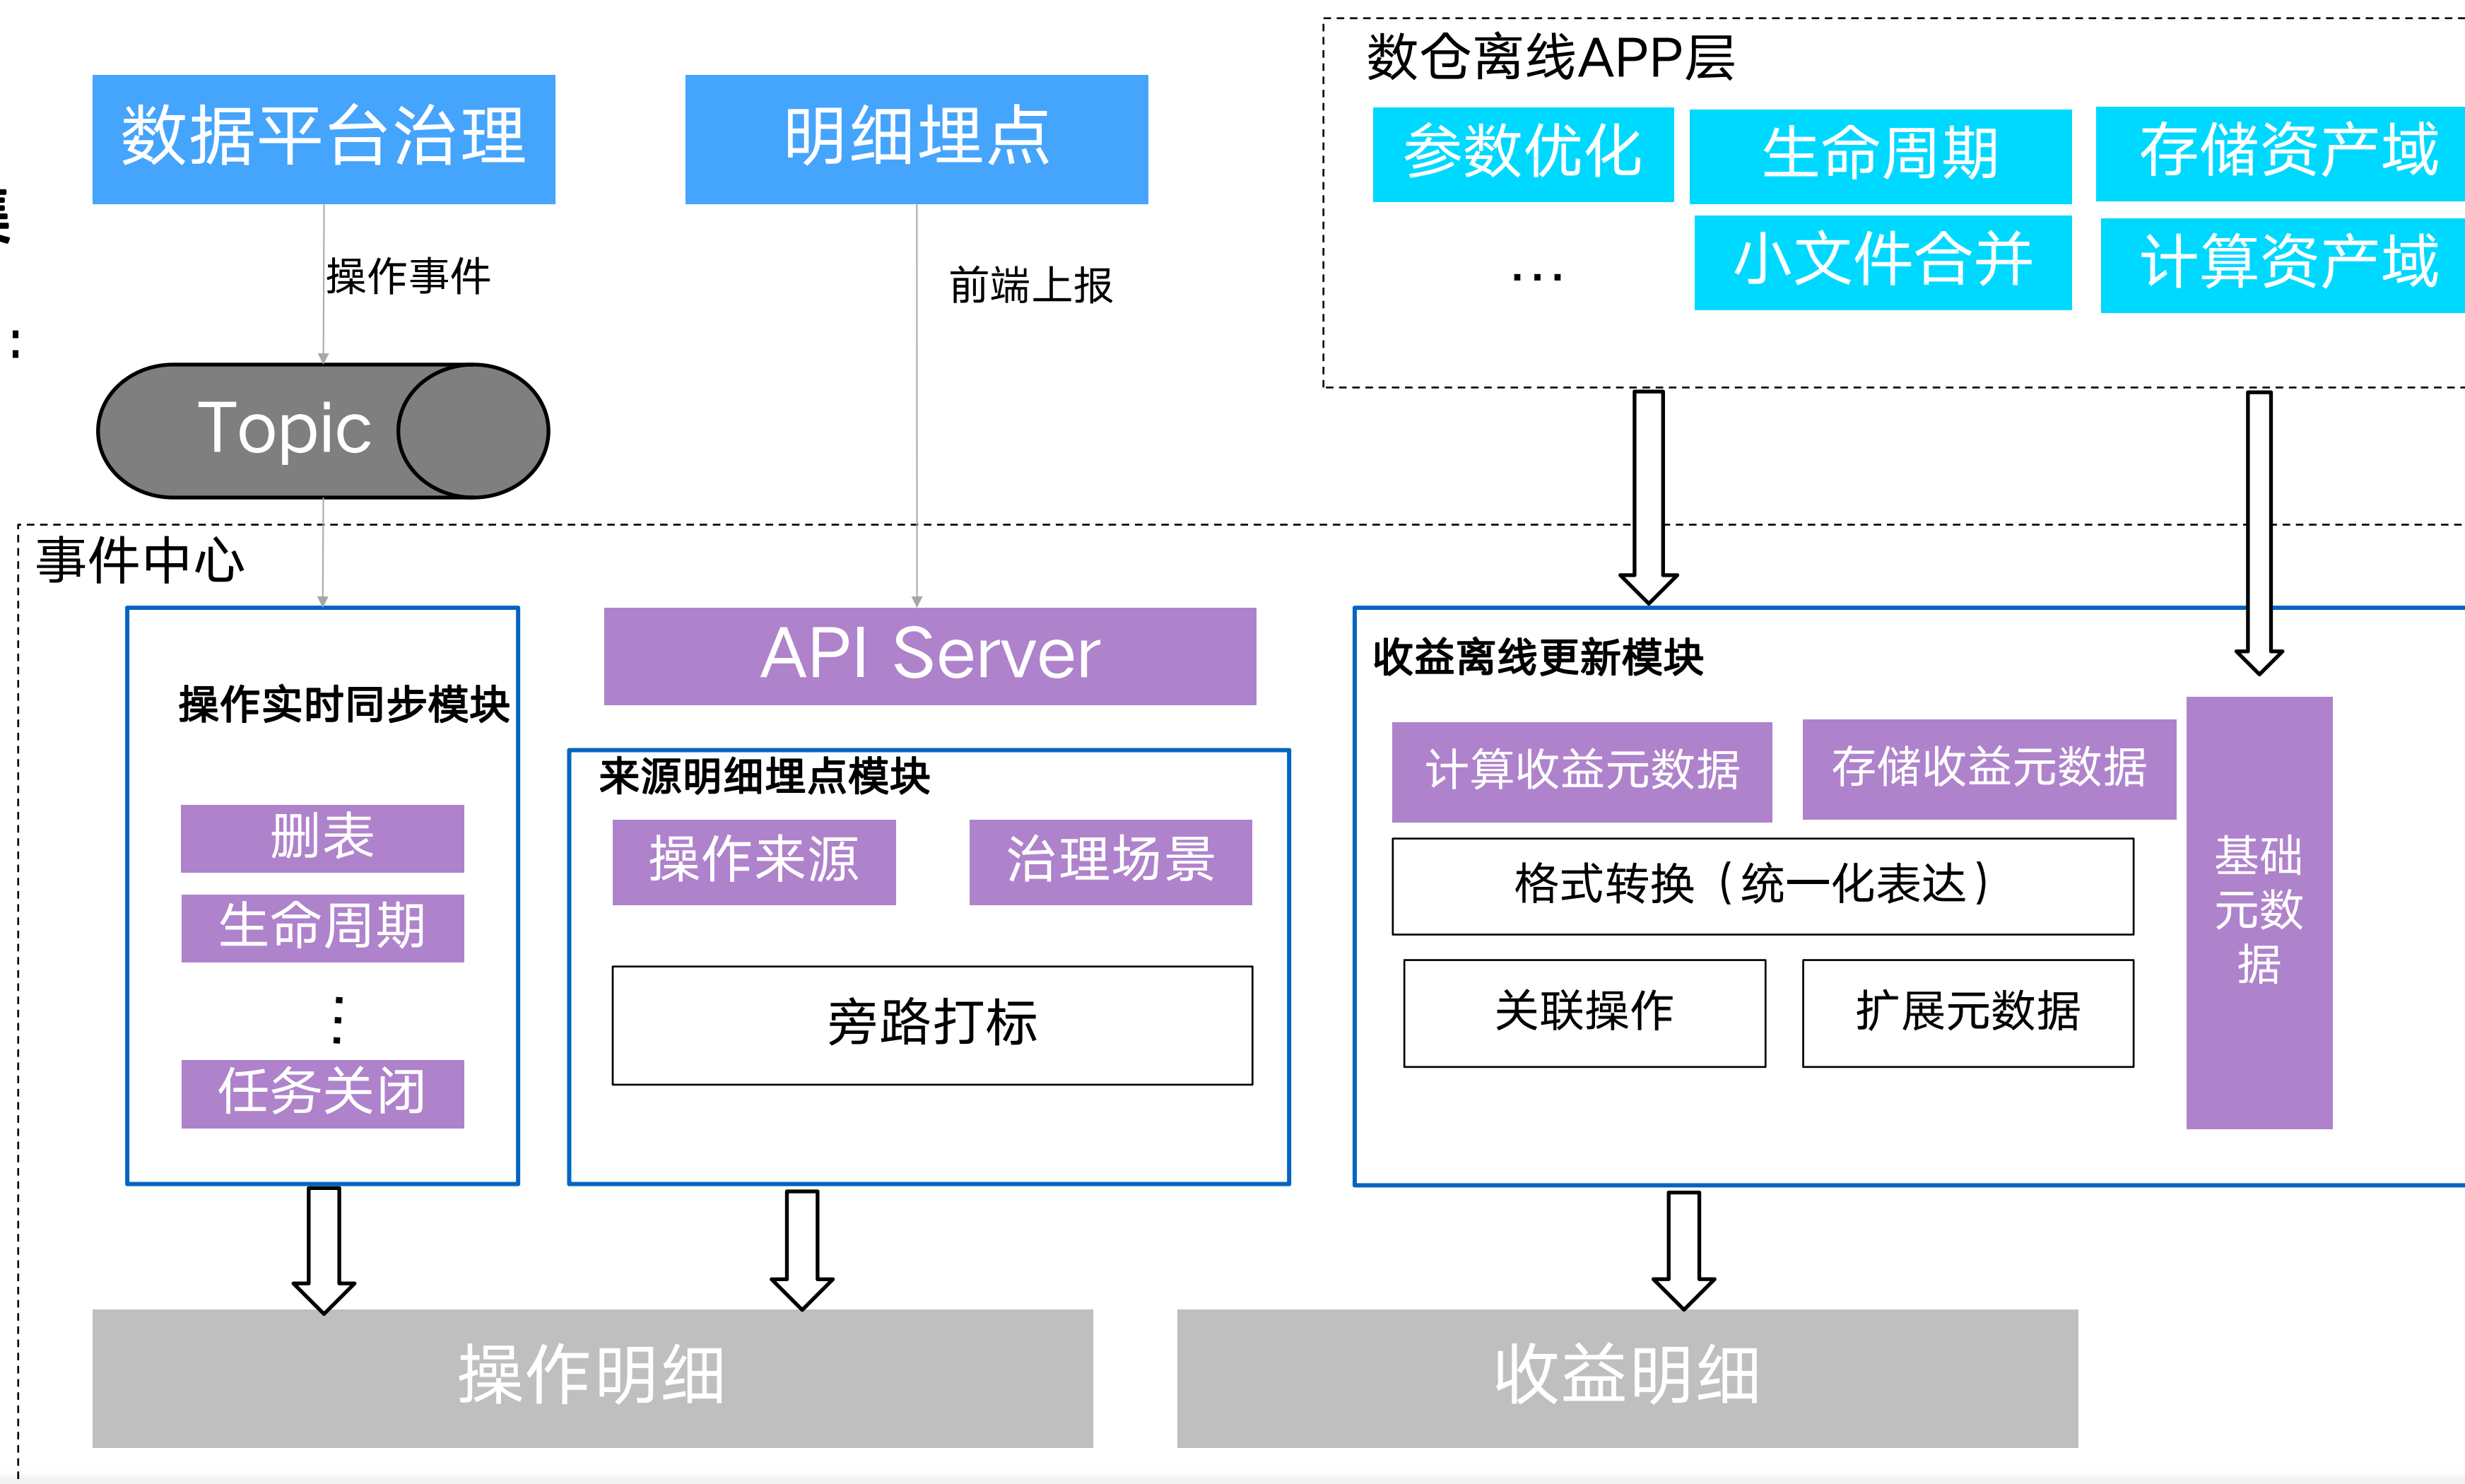 数据平台治理
明细埋点
数仓离线APP层
参数优化
生命周期
存储资产域
...
小文件合并
计算资产域
操作事件
前端上报
:
Topic
事件中心
操作实时同步模块
删表
生命周期
...
任务关闭
API Server
来源明细埋点模块
操作来源
治理场景
旁路打标
收益离线更新模块
计算收益元数据
存储收益元数据
格式转换（统一化表达）
关联操作
扩展元数据
基础
元数
据
操作明细
收益明细